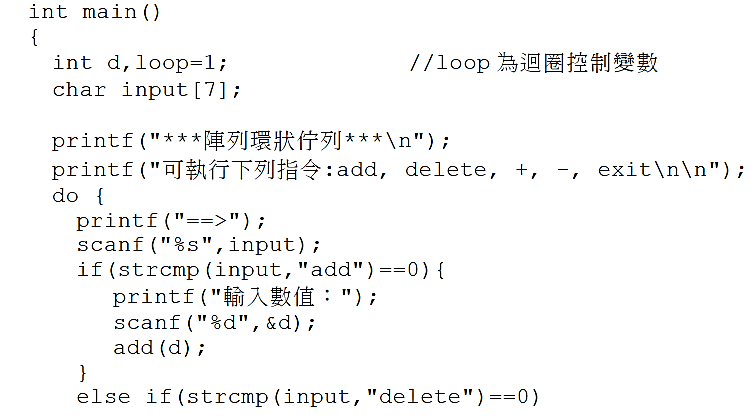 int main()
{
int d,loop=1; //loop 為迴圈控制變數
char input[7];
printf("***陣列環狀佇列***\n");
printf("可執行下列指令:add, delete, +, -, exit\n\n");
do {
printf("==>");
scanf("%s",input);
if(strcmp(input,"add")==0){
printf("輸入數值：");
scanf("%d",&d);
add(d);
}
else if(strcmp(input,"delete")==0)